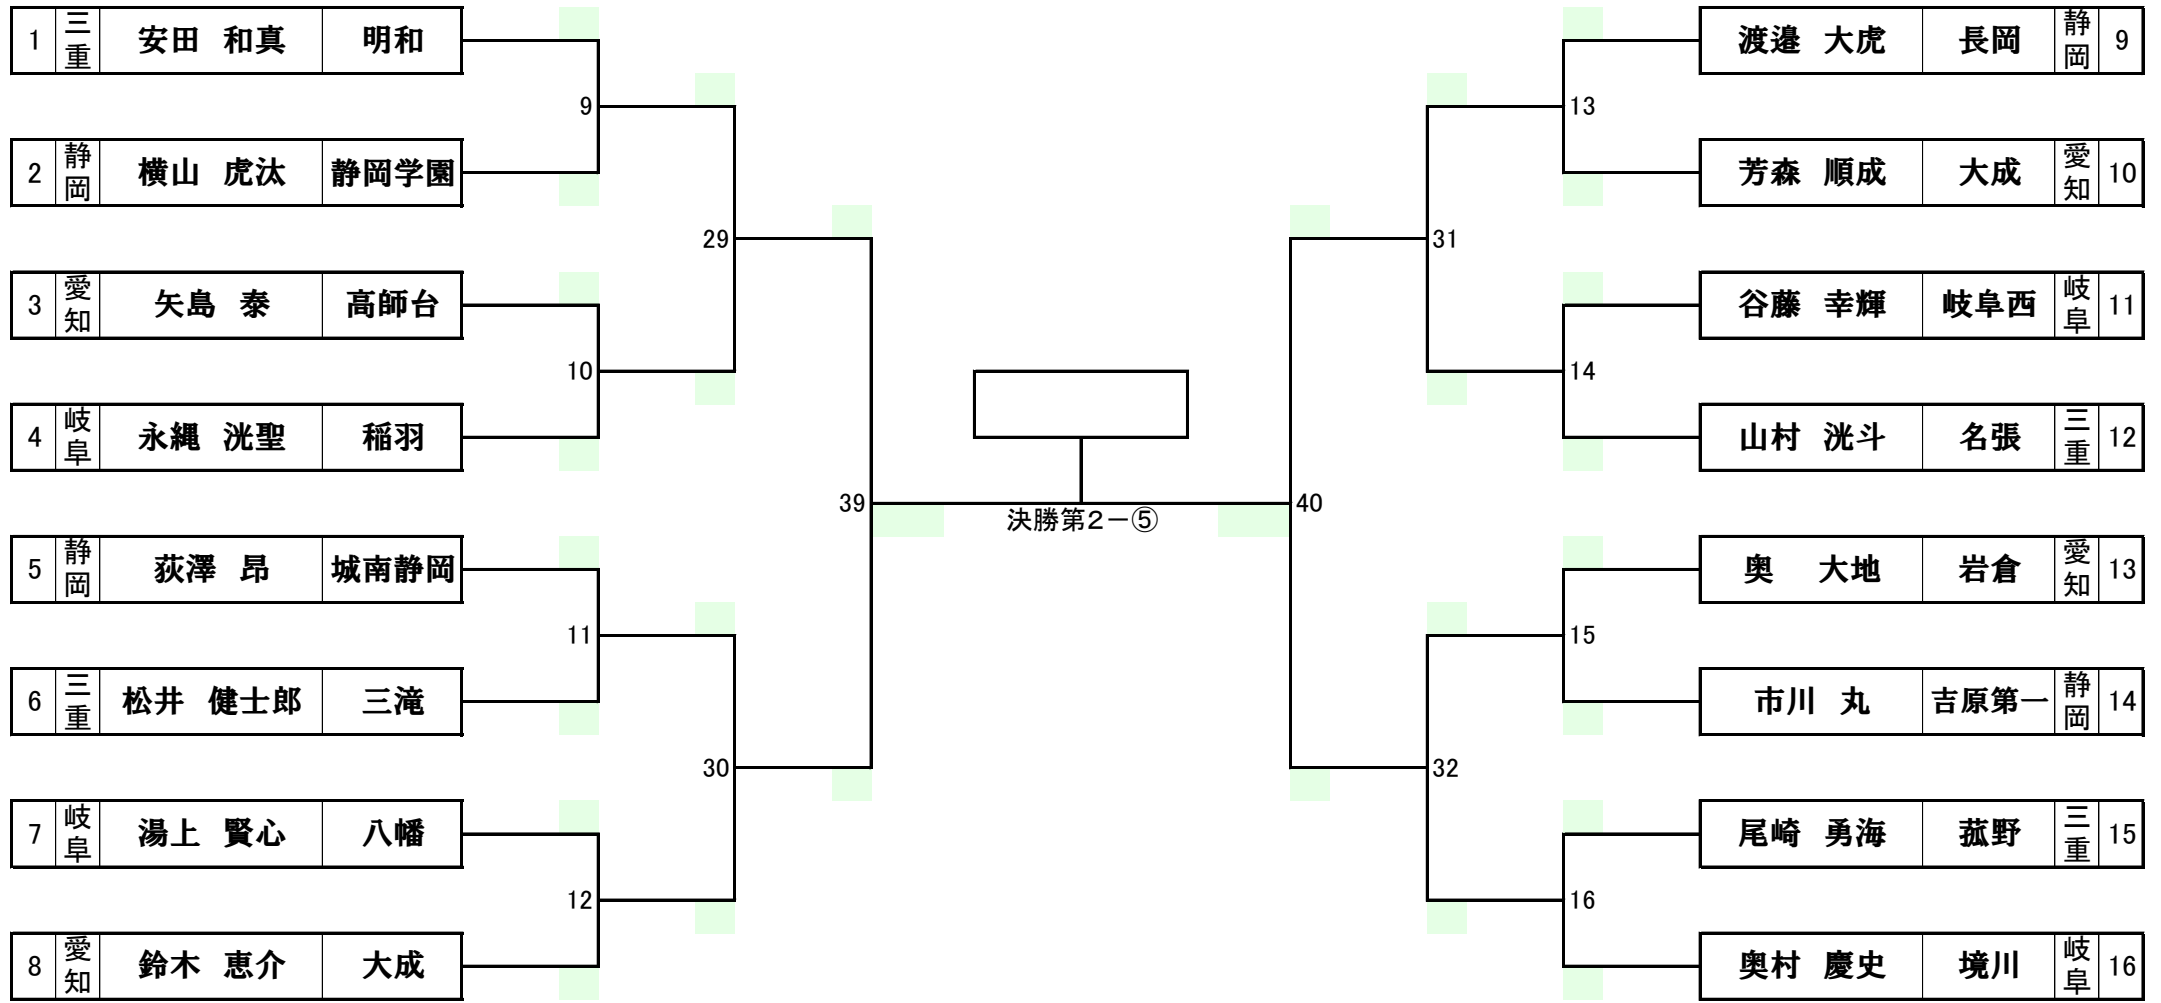 1 三重 安田 和真 明和
2 静岡 横山 虎汰 静岡学園
3 愛知 矢島 泰 高師台
4 岐阜 永縄 洸聖 稲羽
5 静岡 荻澤 昂 城南静岡
6 三重 松井 健士郎 三滝
7 岐阜 湯上 賢心 八幡
8 愛知 鈴木 恵介 大成
9
10
11
12
29
30
39
決勝第2－⑤
40
31
32
13
14
15
16
渡邉 大虎 長岡 静岡 9
芳森 順成 大成 愛知 10
谷藤 幸輝 岐阜西 岐阜 11
山村 洸斗 名張 三重 12
奥 大地 岩倉 愛知 13
市川 丸 吉原第一 静岡 14
尾崎 勇海 菰野 三重 15
奥村 慶史 境川 岐阜 16